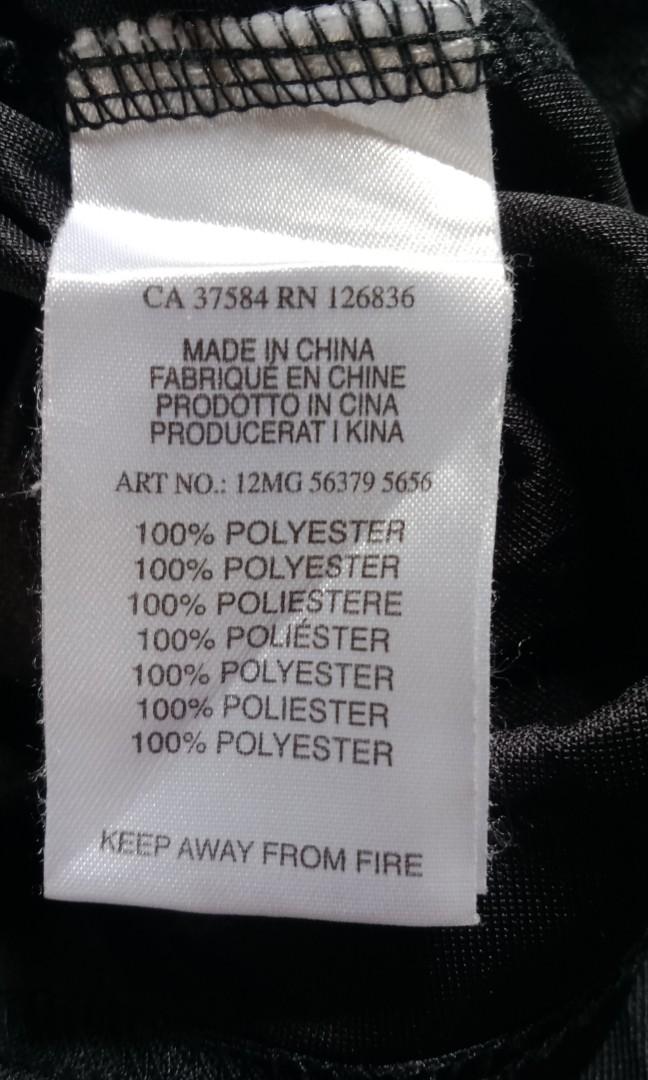 CA 37584 RN 126836
MADE IN CHINA
FABRIQUÉ EN CHINE
PRODOTTO IN CINA
PRODUCERAT I KINA
ART NO.: 12MG 56379 5656
100% POLYESTER
100% POLYESTER
100% POLIESTERE
100% POLIÉSTER
100% POLYESTER
100% POLIESTER
100% POLYESTER
KEEP AWAY FROM FIRE